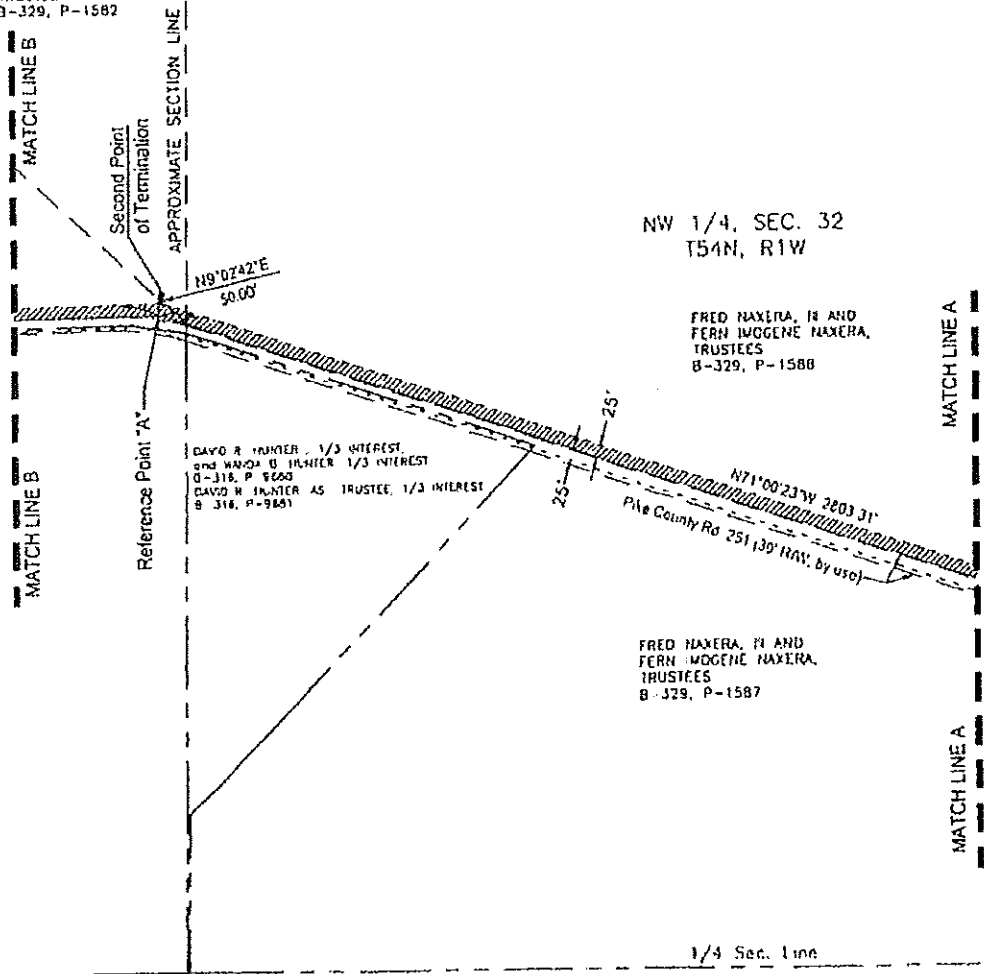 B-329, P-1582
MATCH LINE B
Second Point
of Termination
APPROXIMATE SECTION LINE
N9°02'42"E
50.00'
NW 1/4, SEC. 32
T54N, R1W
FRED NAXERA, AND
FERN IMOGENE NAXERA,
TRUSTEES
B-329, P-1588
MATCH LINE A
MATCH LINE B
Reference Point "A"
DAVID R HUNTER, 1/3 INTEREST,
and WANDA HUNTER 1/3 INTEREST
DAVID HUNTER AS TRUSTEE, 1/3 INTEREST
25'
25'
N71°00'23"W 2803.31'
Pike County Rd. 251 (30' R/W, by use)
FRED NAXERA, AND
FERN IMOGENE NAXERA,
TRUSTEES
B-329, P-1587
MATCH LINE A
1/4 Sec. Line